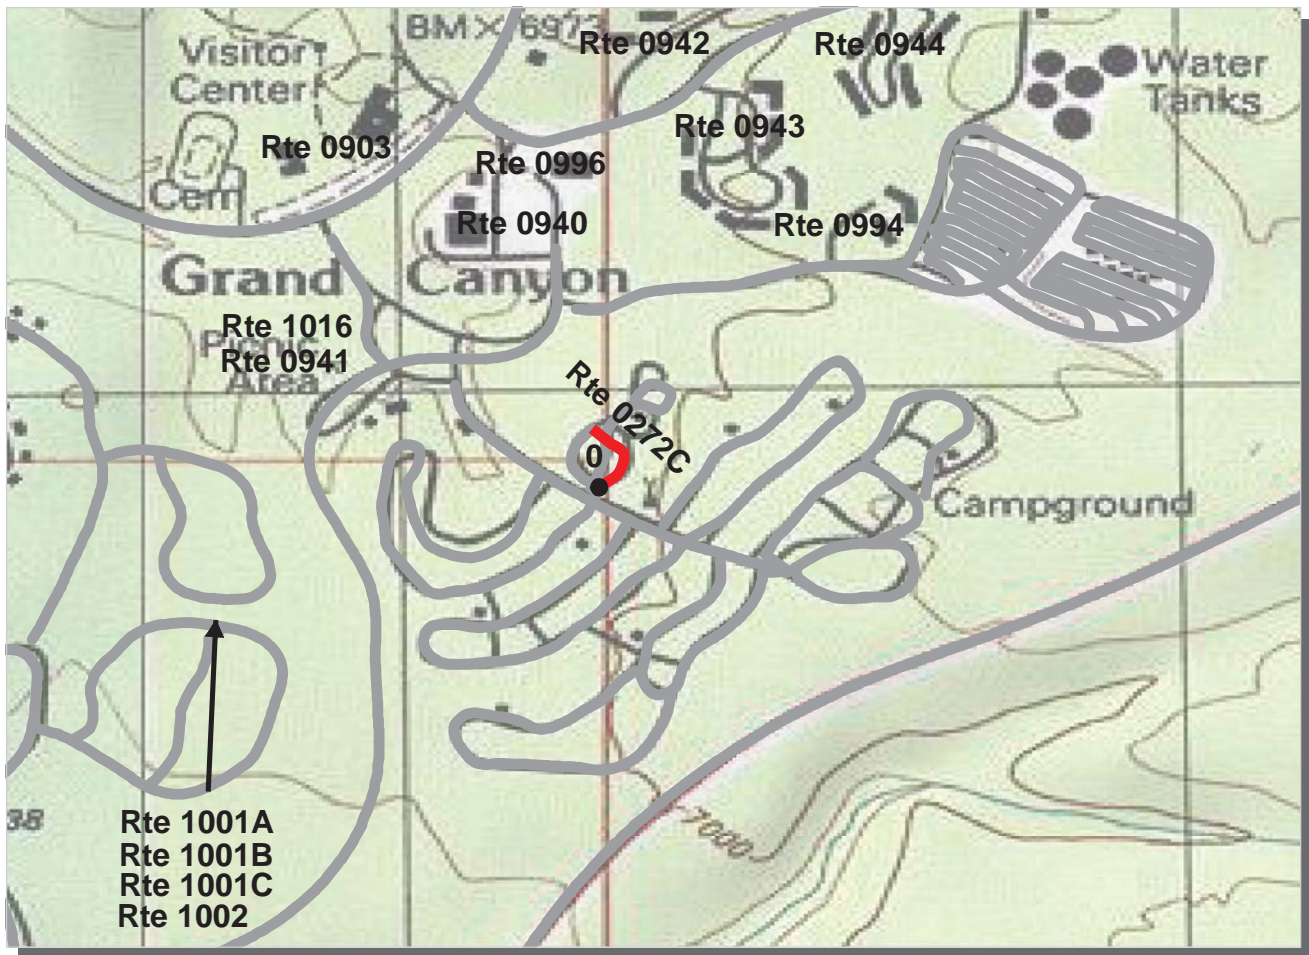 BM X 6973
Rte 0942
Rte 0944
Visitor
Center
Water
Tanks
Rte 0943
Rte 0903
Rte 0996
Cem
Rte 0940
Rte 0994
Grand Canyon
Rte 1016
Picnic
Rte 0941
Area
Rte 0272C
0
Campground
7000
38
Rte 1001A
Rte 1001B
Rte 1001C
Rte 1002